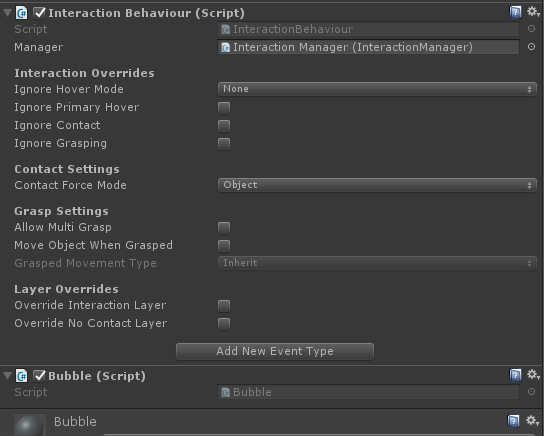 Interaction Behaviour (Script)
Script InteractionBehaviour
Manager Interaction Manager (InteractionManager)
Interaction Overrides
Ignore Hover Mode None
Ignore Primary Hover
Ignore Contact
Ignore Grasping
Contact Settings
Contact Force Mode Object
Grasp Settings
Allow Multi Grasp
Move Object When Grasped
Grasped Movement Type Inherit
Layer Overrides
Override Interaction Layer
Override No Contact Layer
Add New Event Type
Bubble (Script)
Script Bubble
Bubble